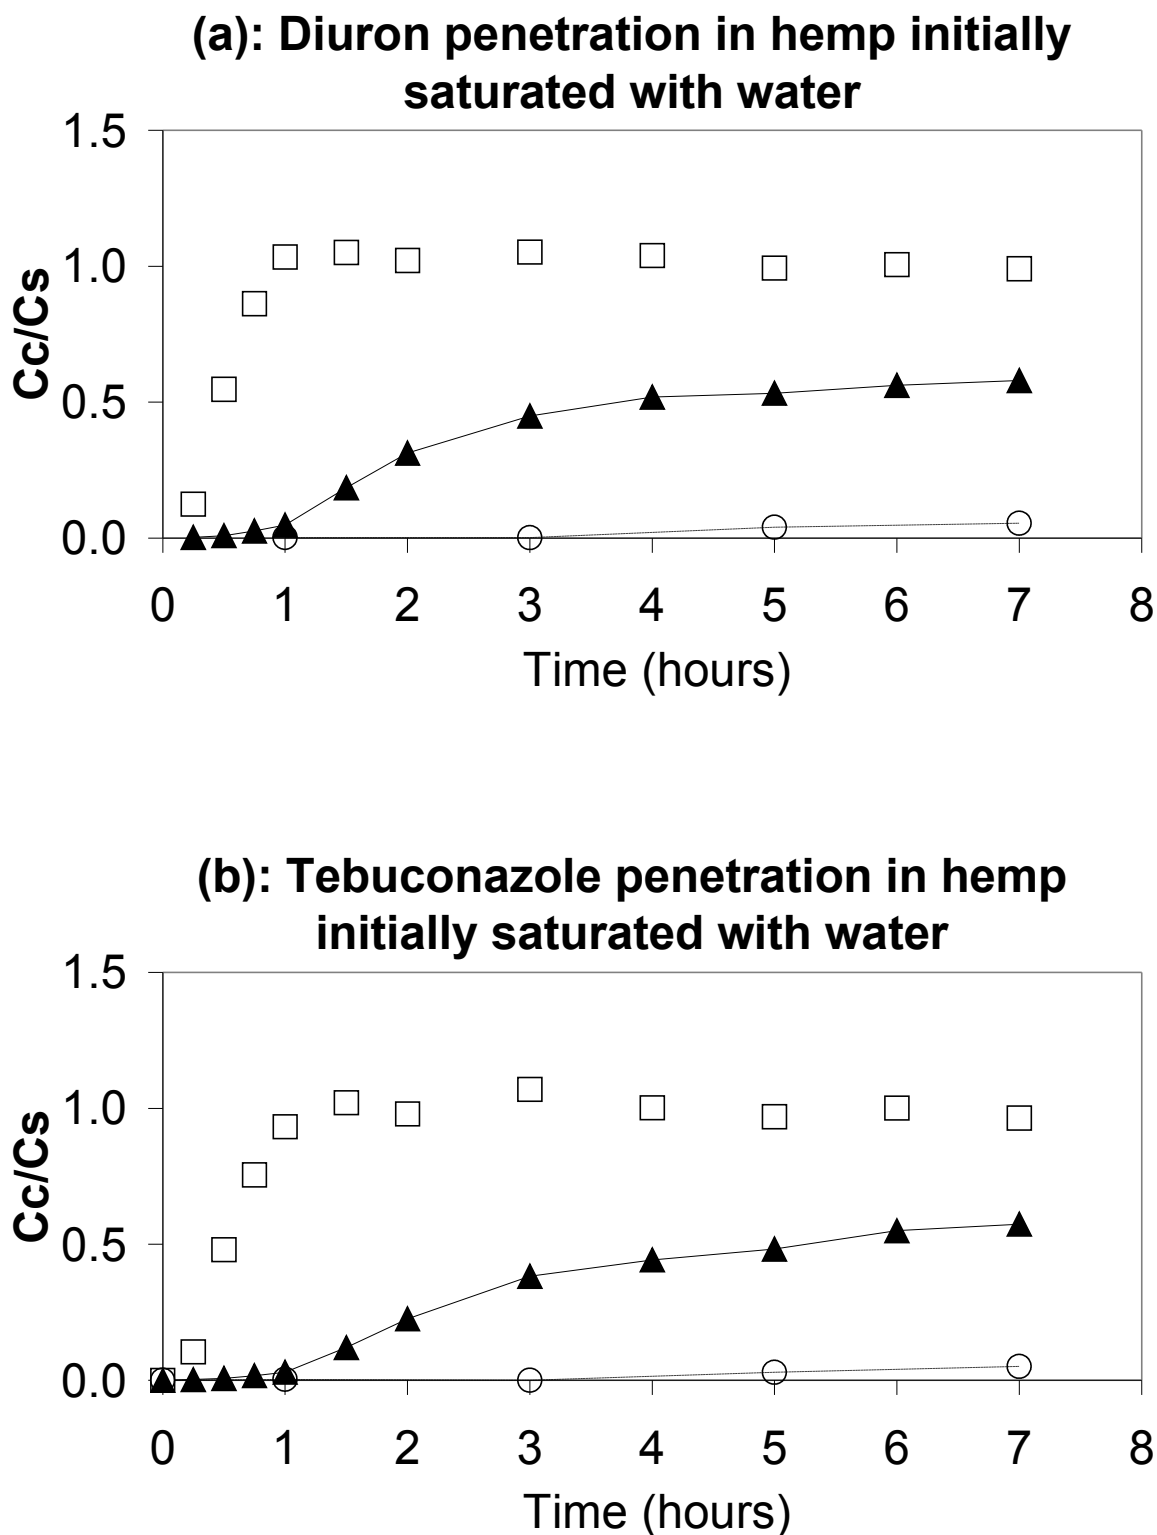 (a): Diuron penetration in hemp initially
saturated with water
1.5
1.0
0.5
0.0
Cc/Cs
0 1 2 3 4 5 6 7 8
Time (hours)
(b): Tebuconazole penetration in hemp
initially saturated with water
1.5
1.0
0.5
0.0
Cc/Cs
0 1 2 3 4 5 6 7 8
Time (hours)